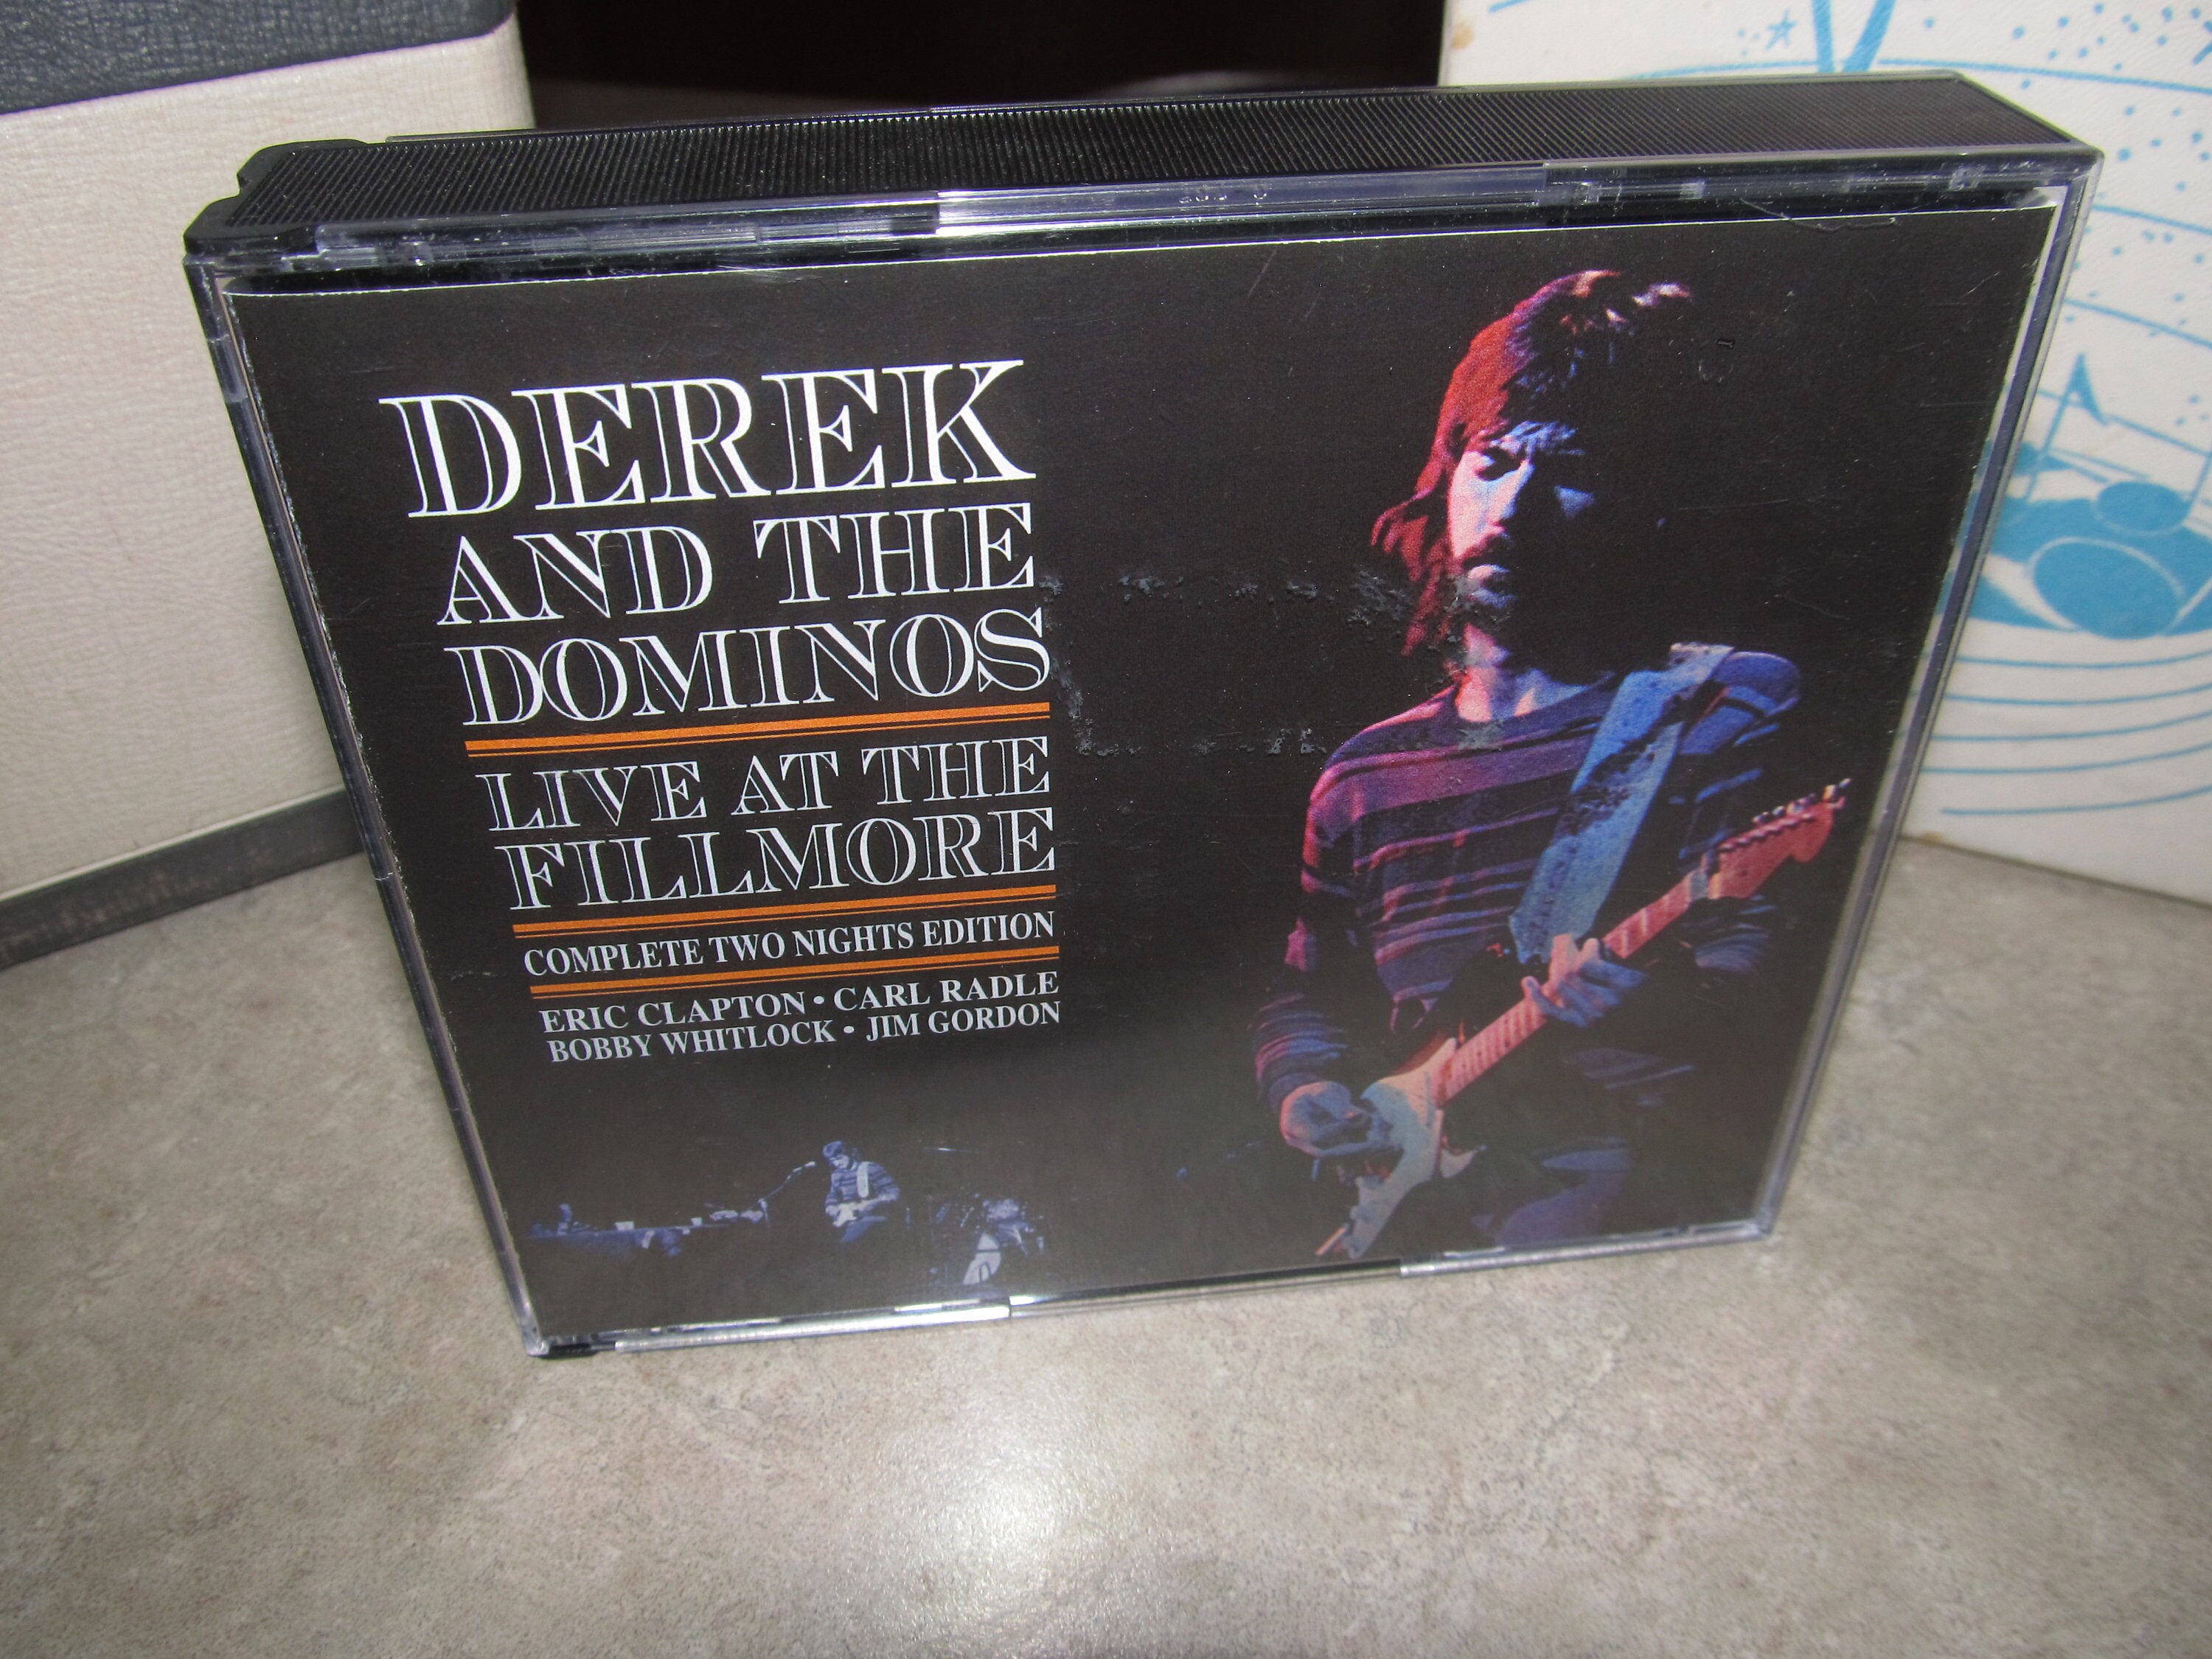 DEREK
AND THE
DOMINOS
LIVE AT THE
FILLMORE
COMPLETE TWO NIGHTS EDITION
ERIC CLAPTON • CARL RADLE
BOBBY WHITLOCK • JIM GORDON